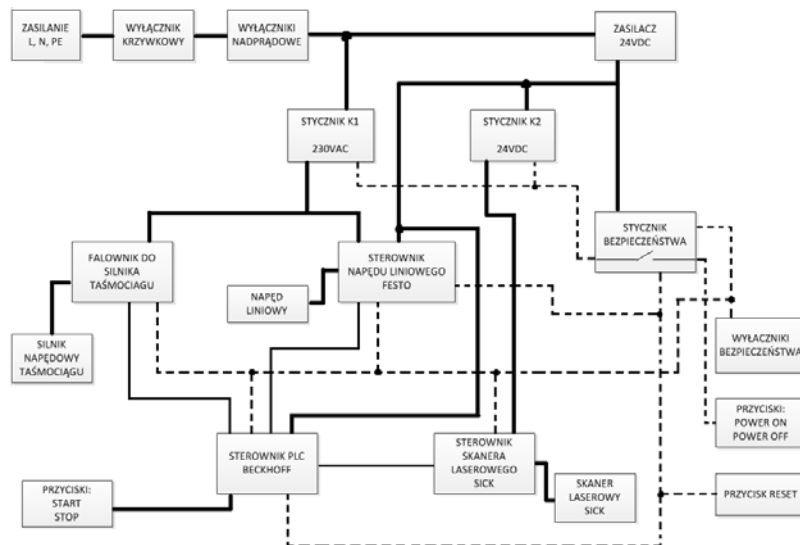 ZASILANIE
L, N, PE
WYŁĄCZNIK
KRZYWKOWY
WYŁĄCZNIKI
NADPRĄDOWE
ZASILACZ
24VDC
STYCZNIK K1
230VAC
STYCZNIK K2
24VDC
STYCZNIK
BEZPIECZEŃSTWA
FALOWNIK DO
SILNIKA
TAŚMOCIAGU
STEROWNIK
NAPĘDU LINIOWEGO
FESTO
NAPĘD
LINIOWY
SILNIK
NAPĘDOWY
TAŚMOCIĄGU
WYŁACZNIKI
BEZPIECZEŃSTWA
PRZYCISKI:
POWER ON
POWER OFF
STEROWNIK PLC
BECKHOFF
STEROWNIK
SKANERA
LASEROWEGO
SICK
SKANER
LASEROWY
SICK
PRZYCISKI:
START
STOP
PRZYCISK RESET